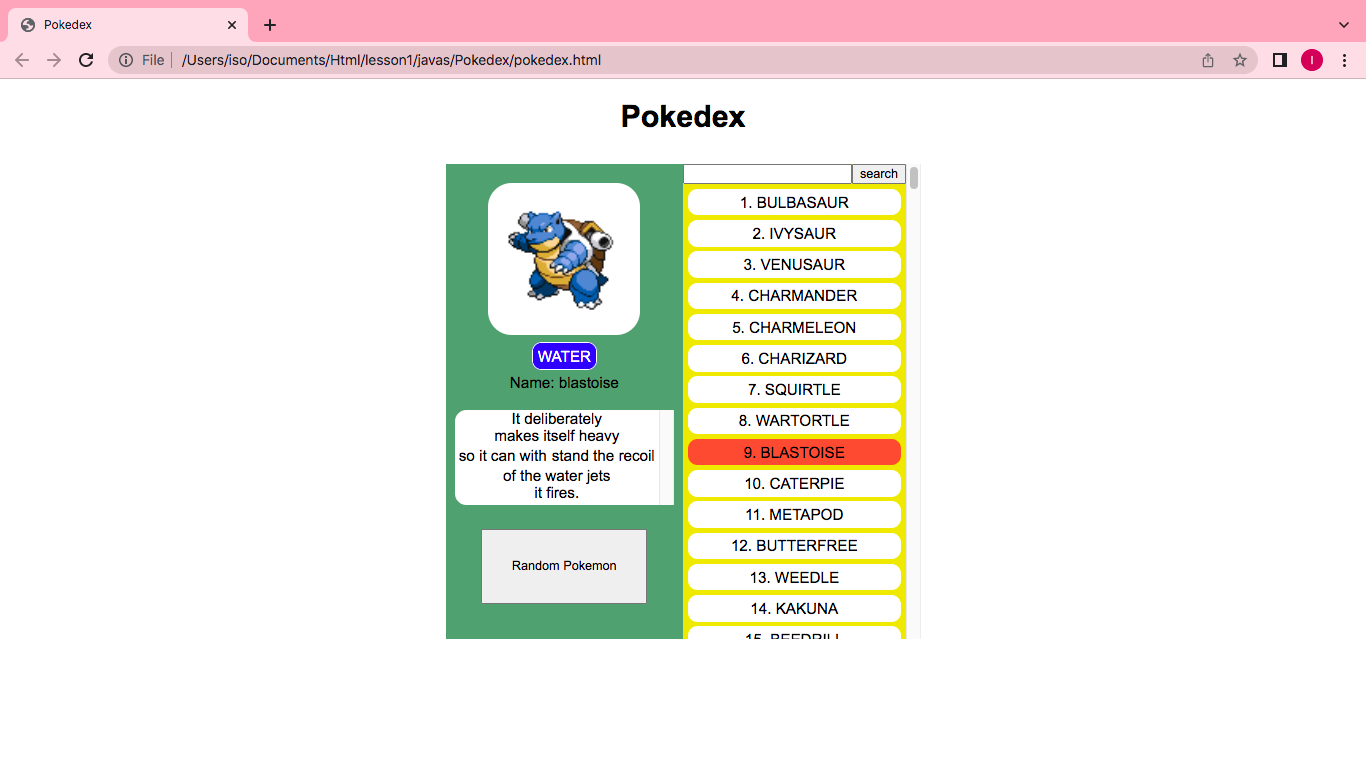 Pokedex
File
/Users/iso/Documents/Html/lesson1/javas/Pokedex/pokedex.html
I
Pokedex
WATER
Name: blastoise
It deliberately
makes itself heavy
so it can with stand the recoil
of the water jets
it fires.
Random Pokemon
search
1. BULBASAUR
2. IVYSAUR
3. VENUSAUR
4. CHARMANDER
5. CHARMELEON
6. CHARIZARD
7. SQUIRTLE
8. WARTORTLE
9. BLASTOISE
10. CATERPIE
11. METAPOD
12. BUTTERFREE
13. WEEDLE
14. KAKUNA
15. BEEDRILL